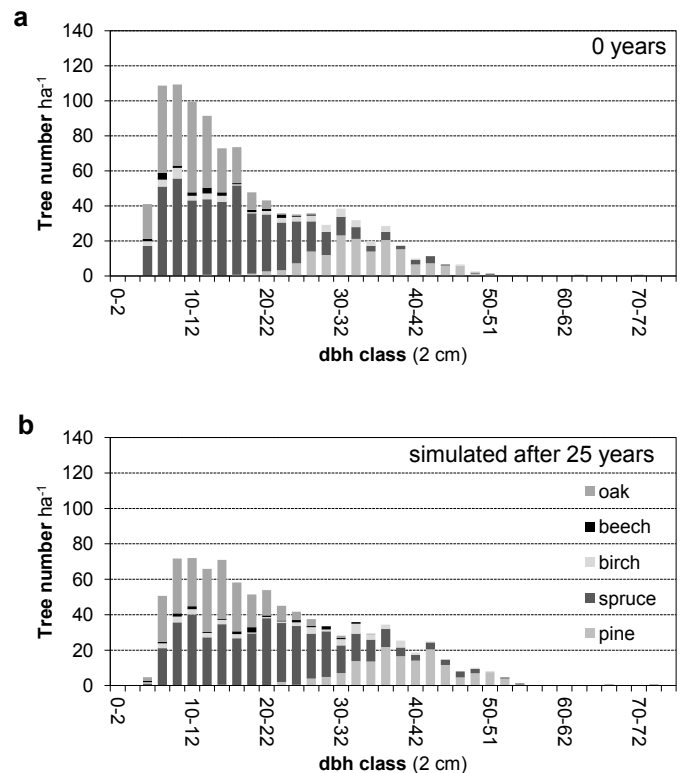 a
0 years
140
120
100
80
60
40
20
0
Tree number ha-1
0-2
10-12
20-22
30-32
40-42
50-51
60-62
70-72
dbh class (2 cm)
b
simulated after 25 years
140
120
100
80
60
40
20
0
Tree number ha-1
oak
beech
birch
spruce
pine
0-2
10-12
20-22
30-32
40-42
50-51
60-62
70-72
dbh class (2 cm)